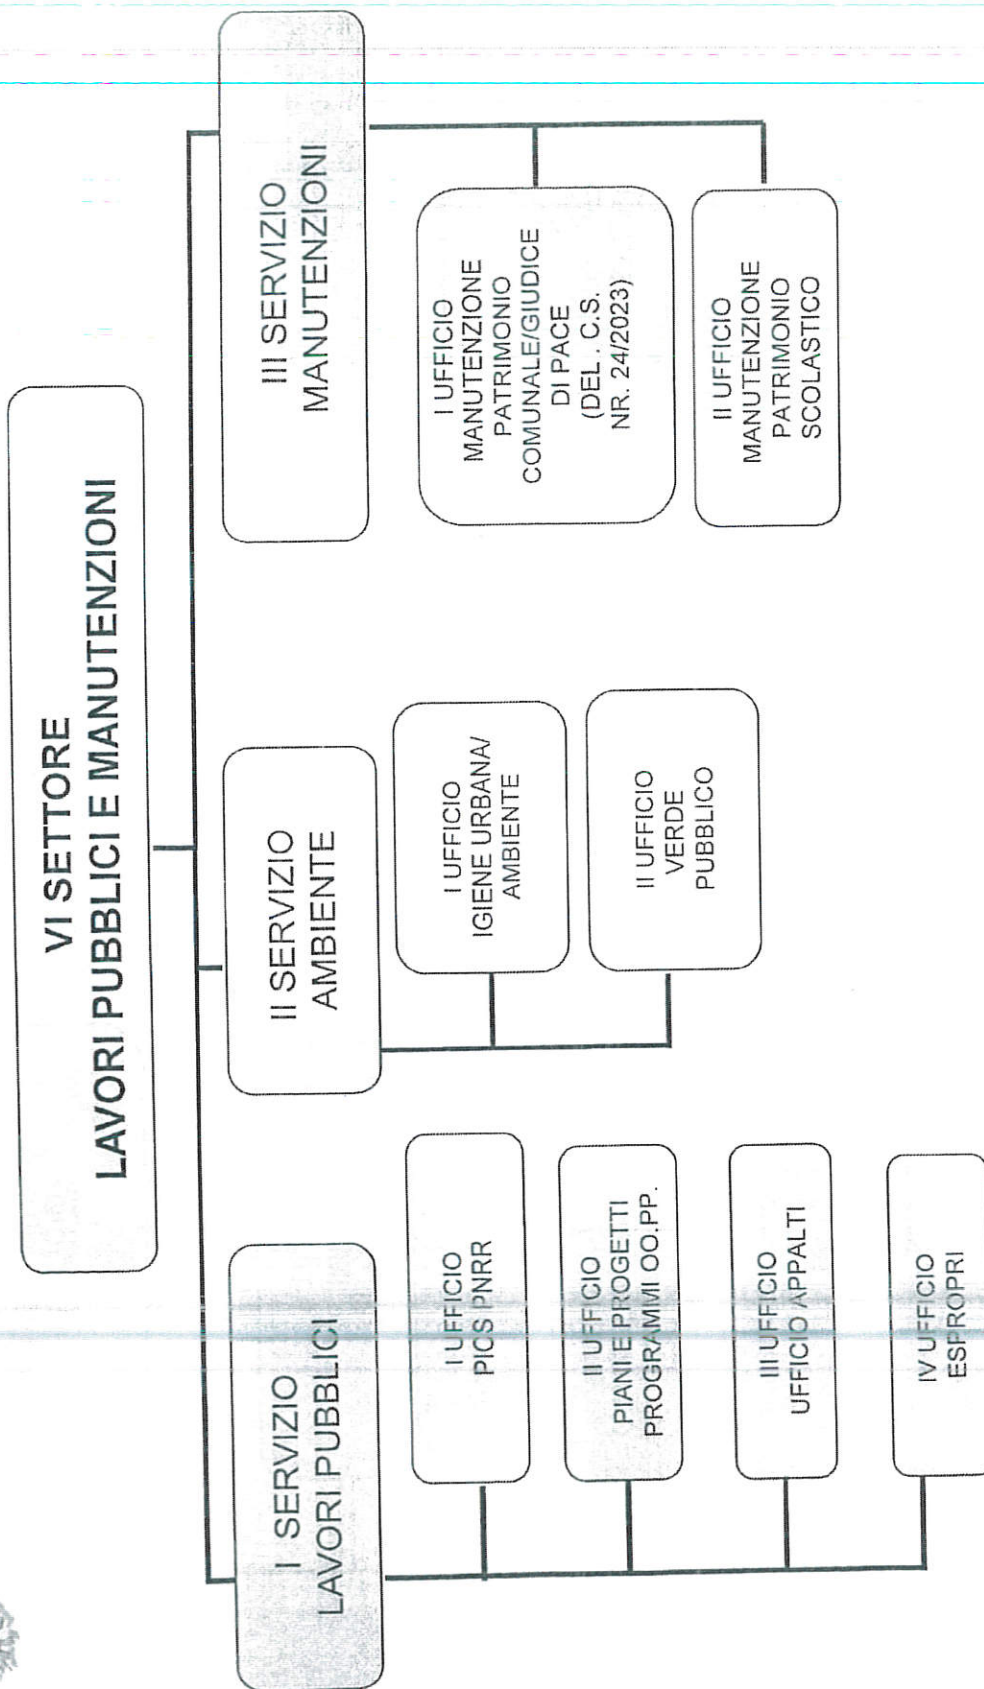 VI SETTORE
LAVORI PUBBLICI E MANUTENZIONI
I SERVIZIO
LAVORI PUBBLICI
I UFFICIO
PICS PNRR
II UFFICIO
PIANI E PROGETTI
PROGRAMMI OO.PP.
III UFFICIO
UFFICIO APPALTI
IV UFFICIO
ESPROPRI
II SERVIZIO
AMBIENTE
I UFFICIO
IGIENE URBANA/
AMBIENTE
II UFFICIO
VERDE
PUBBLICO
III SERVIZIO
MANUTENZIONI
I UFFICIO
MANUTENZIONE
PATRIMONIO
COMUNALE/GIUDICE
DI PACE
(DEL . C.S.
NR. 24/2023)
II UFFICIO
MANUTENZIONE
PATRIMONIO
SCOLASTICO